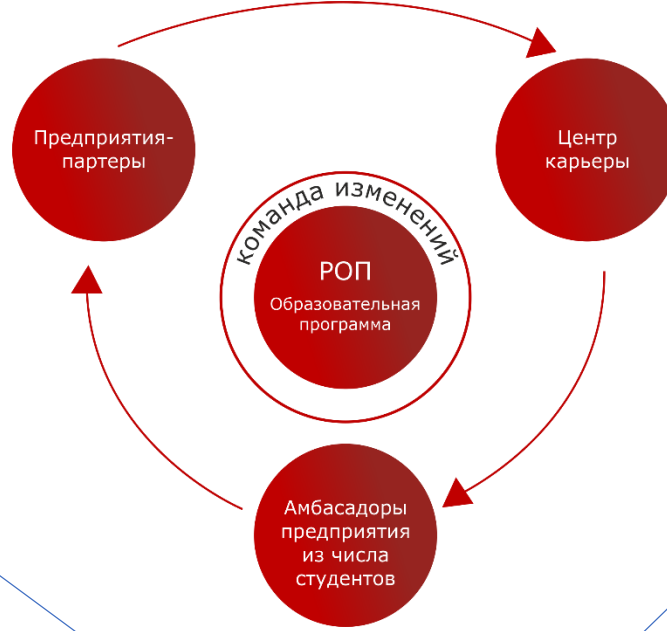 Предприятия-
партеры
Центр
карьеры
команда изменений
РОП
Образовательная
программа
Амбасадоры
предприятия
из числа
студентов